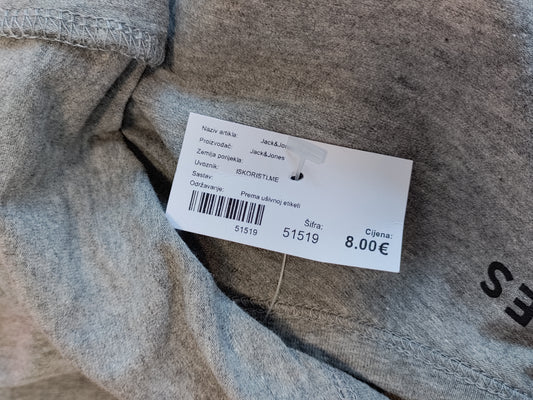 Naziv artikla: Jack&Jones
Proizvođač: Jack&Jones
Zemlja porijekla:
Uvoznik: ISKORISTI.ME
Sastav:
Održavanje: Prema ušivnoj etiketi
51519
Šifra:
51519
Cijena:
8.00€